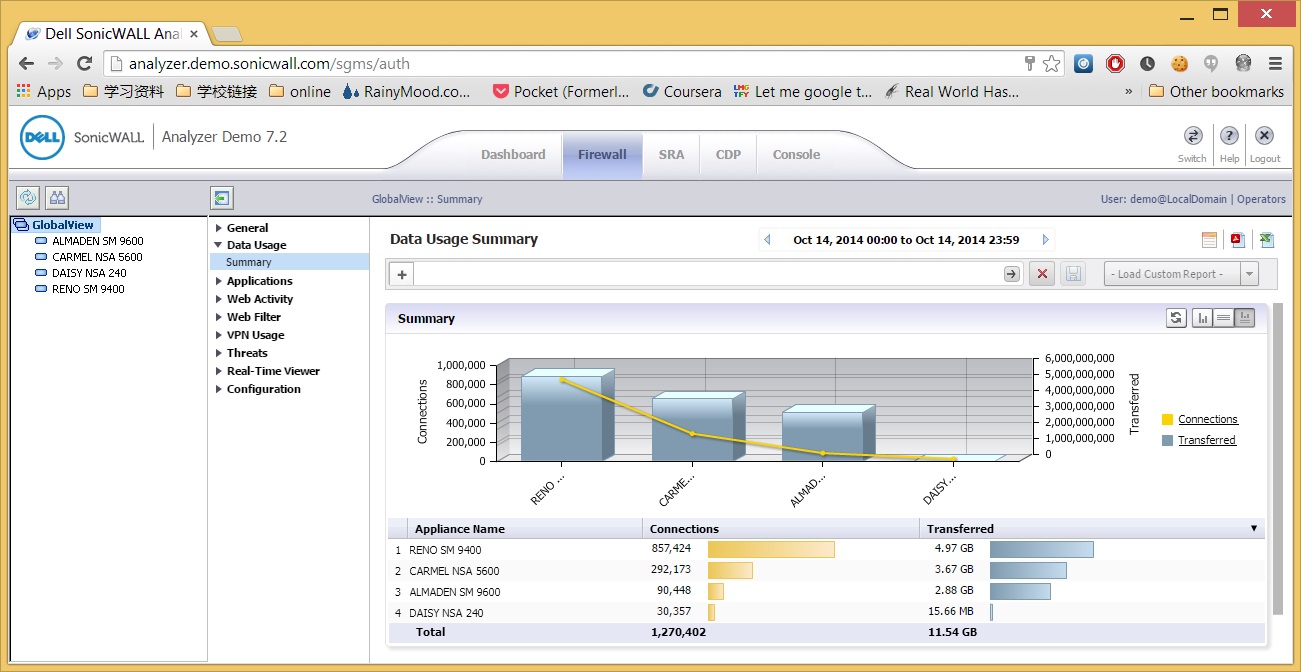 Dell SonicWALL Anal
analyzer.demo.sonicwall.com/sgms/auth
Apps 学习资料 学校链接 online RainyMood.co... Pocket (Formerl... Coursera LMG TFY Let me google t... Real World Has... » Other bookmarks
DELL SonicWALL Analyzer Demo 7.2
Dashboard Firewall SRA CDP Console
Switch Help Logout
GlobalView :: Summary
User: demo@LocalDomain | Operators
GlobalView
ALMADEN SM 9600
CARMEL NSA 5600
DAISY NSA 240
RENO SM 9400
General
Data Usage
Summary
Applications
Web Activity
Web Filter
VPN Usage
Threats
Real-Time Viewer
Configuration
Data Usage Summary
Oct 14, 2014 00:00 to Oct 14, 2014 23:59
- Load Custom Report -
Summary
Connections
1,000,000
800,000
600,000
400,000
200,000
0
6,000,000,000
5,000,000,000
4,000,000,000
3,000,000,000
2,000,000,000
1,000,000,000
0
Transferred
RENO ...
CARME...
ALMAD...
DAISY...
Connections
Transferred
Appliance Name Connections Transferred
1 RENO SM 9400 857,424 4.97 GB
2 CARMEL NSA 5600 292,173 3.67 GB
3 ALMADEN SM 9600 90,448 2.88 GB
4 DAISY NSA 240 30,357 15.66 MB
Total 1,270,402 11.54 GB